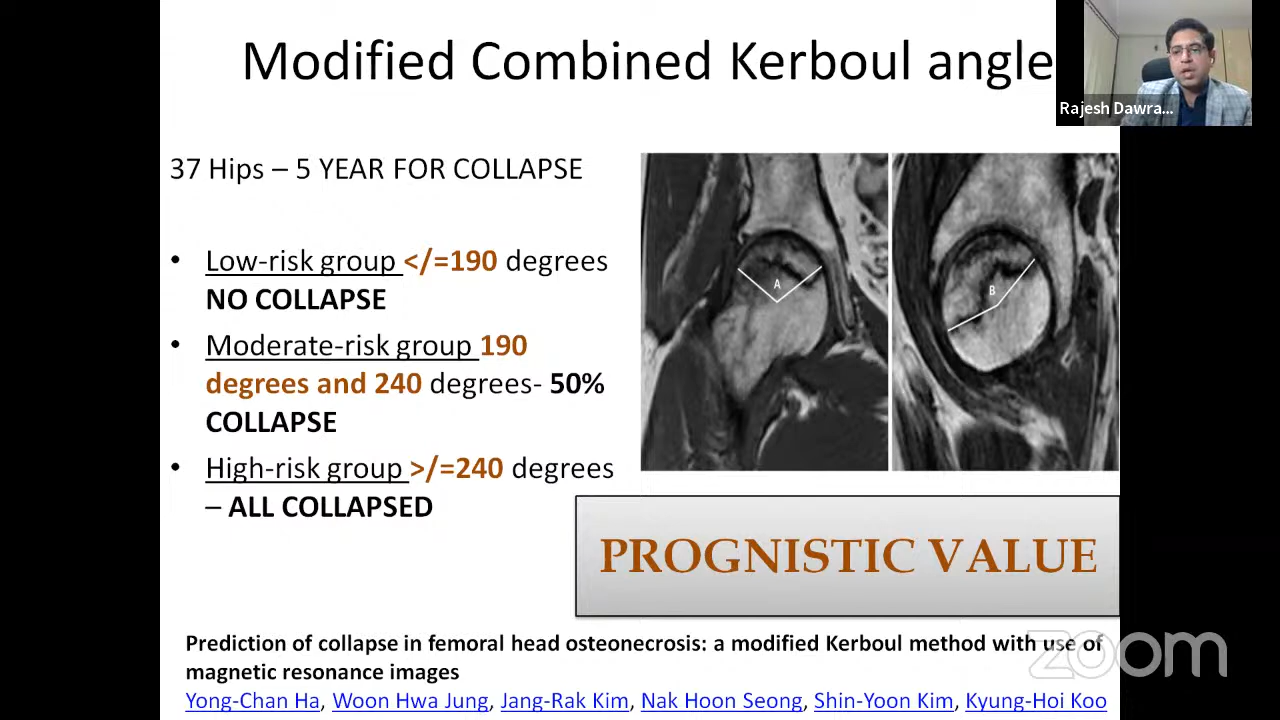 Modified Combined Kerboul angle
Rajesh Dawra...
37 Hips – 5 YEAR FOR COLLAPSE
• Low-risk group </=190 degrees
NO COLLAPSE
• Moderate-risk group 190
degrees and 240 degrees- 50%
COLLAPSE
• High-risk group >/=240 degrees
– ALL COLLAPSED
A
B
PROGNISTIC VALUE
Prediction of collapse in femoral head osteonecrosis: a modified Kerboul method with use of
magnetic resonance images
Yong-Chan Ha, Woon Hwa Jung, Jang-Rak Kim, Nak Hoon Seong, Shin-Yoon Kim, Kyung-Hoi Koo
zoom